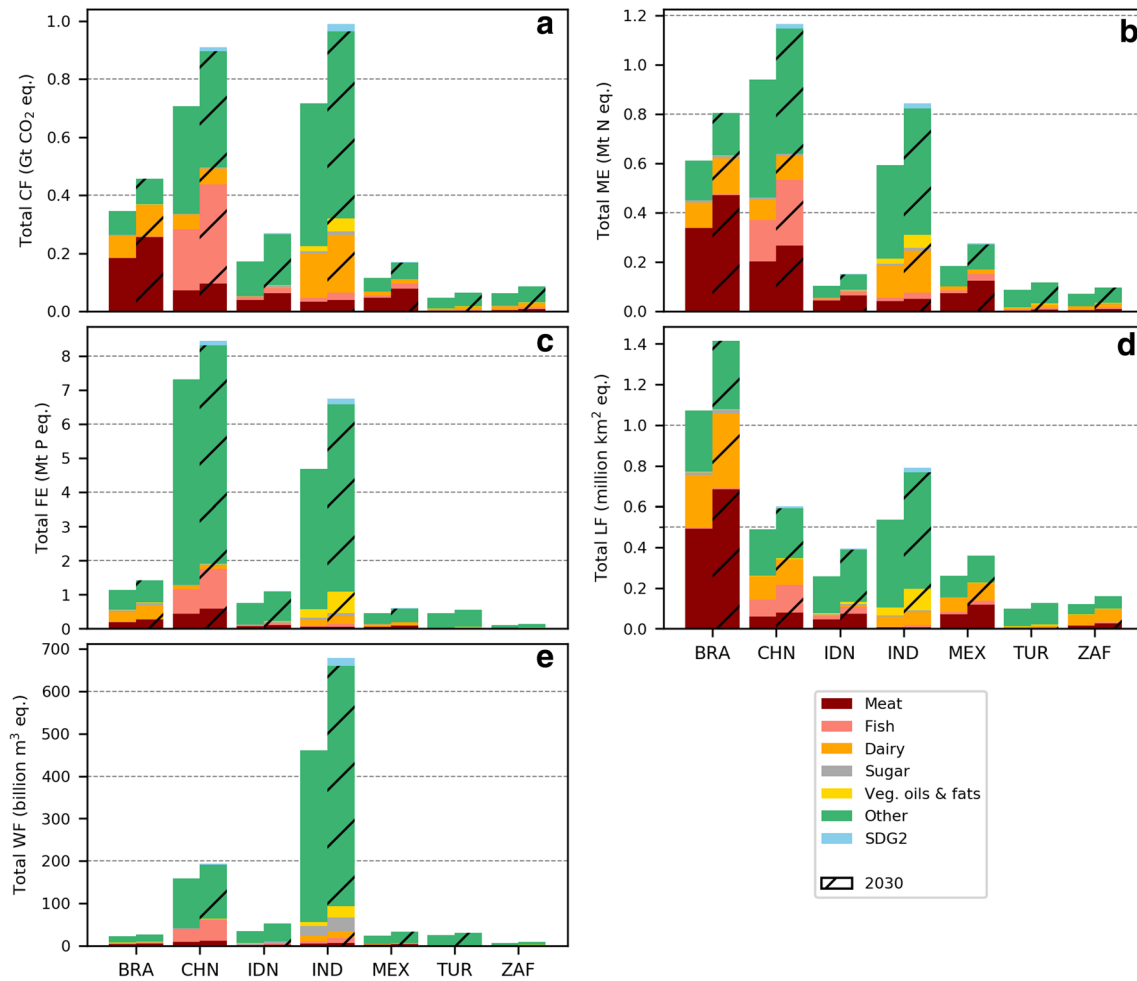 a
Total CF (Gt CO2 eq.)
1.0
0.8
0.6
0.4
0.2
0.0
b
Total ME (Mt N eq.)
1.2
1.0
0.8
0.6
0.4
0.2
0.0
c
Total FE (Mt P eq.)
8
7
6
5
4
3
2
1
0
d
Total LF (million km2 eq.)
1.4
1.2
1.0
0.8
0.6
0.4
0.2
0.0
BRA CHN IDN IND MEX TUR ZAF
e
Total WF (billion m3 eq.)
700
600
500
400
300
200
100
0
BRA CHN IDN IND MEX TUR ZAF
Meat
Fish
Dairy
Sugar
Veg. oils & fats
Other
SDG2
2030